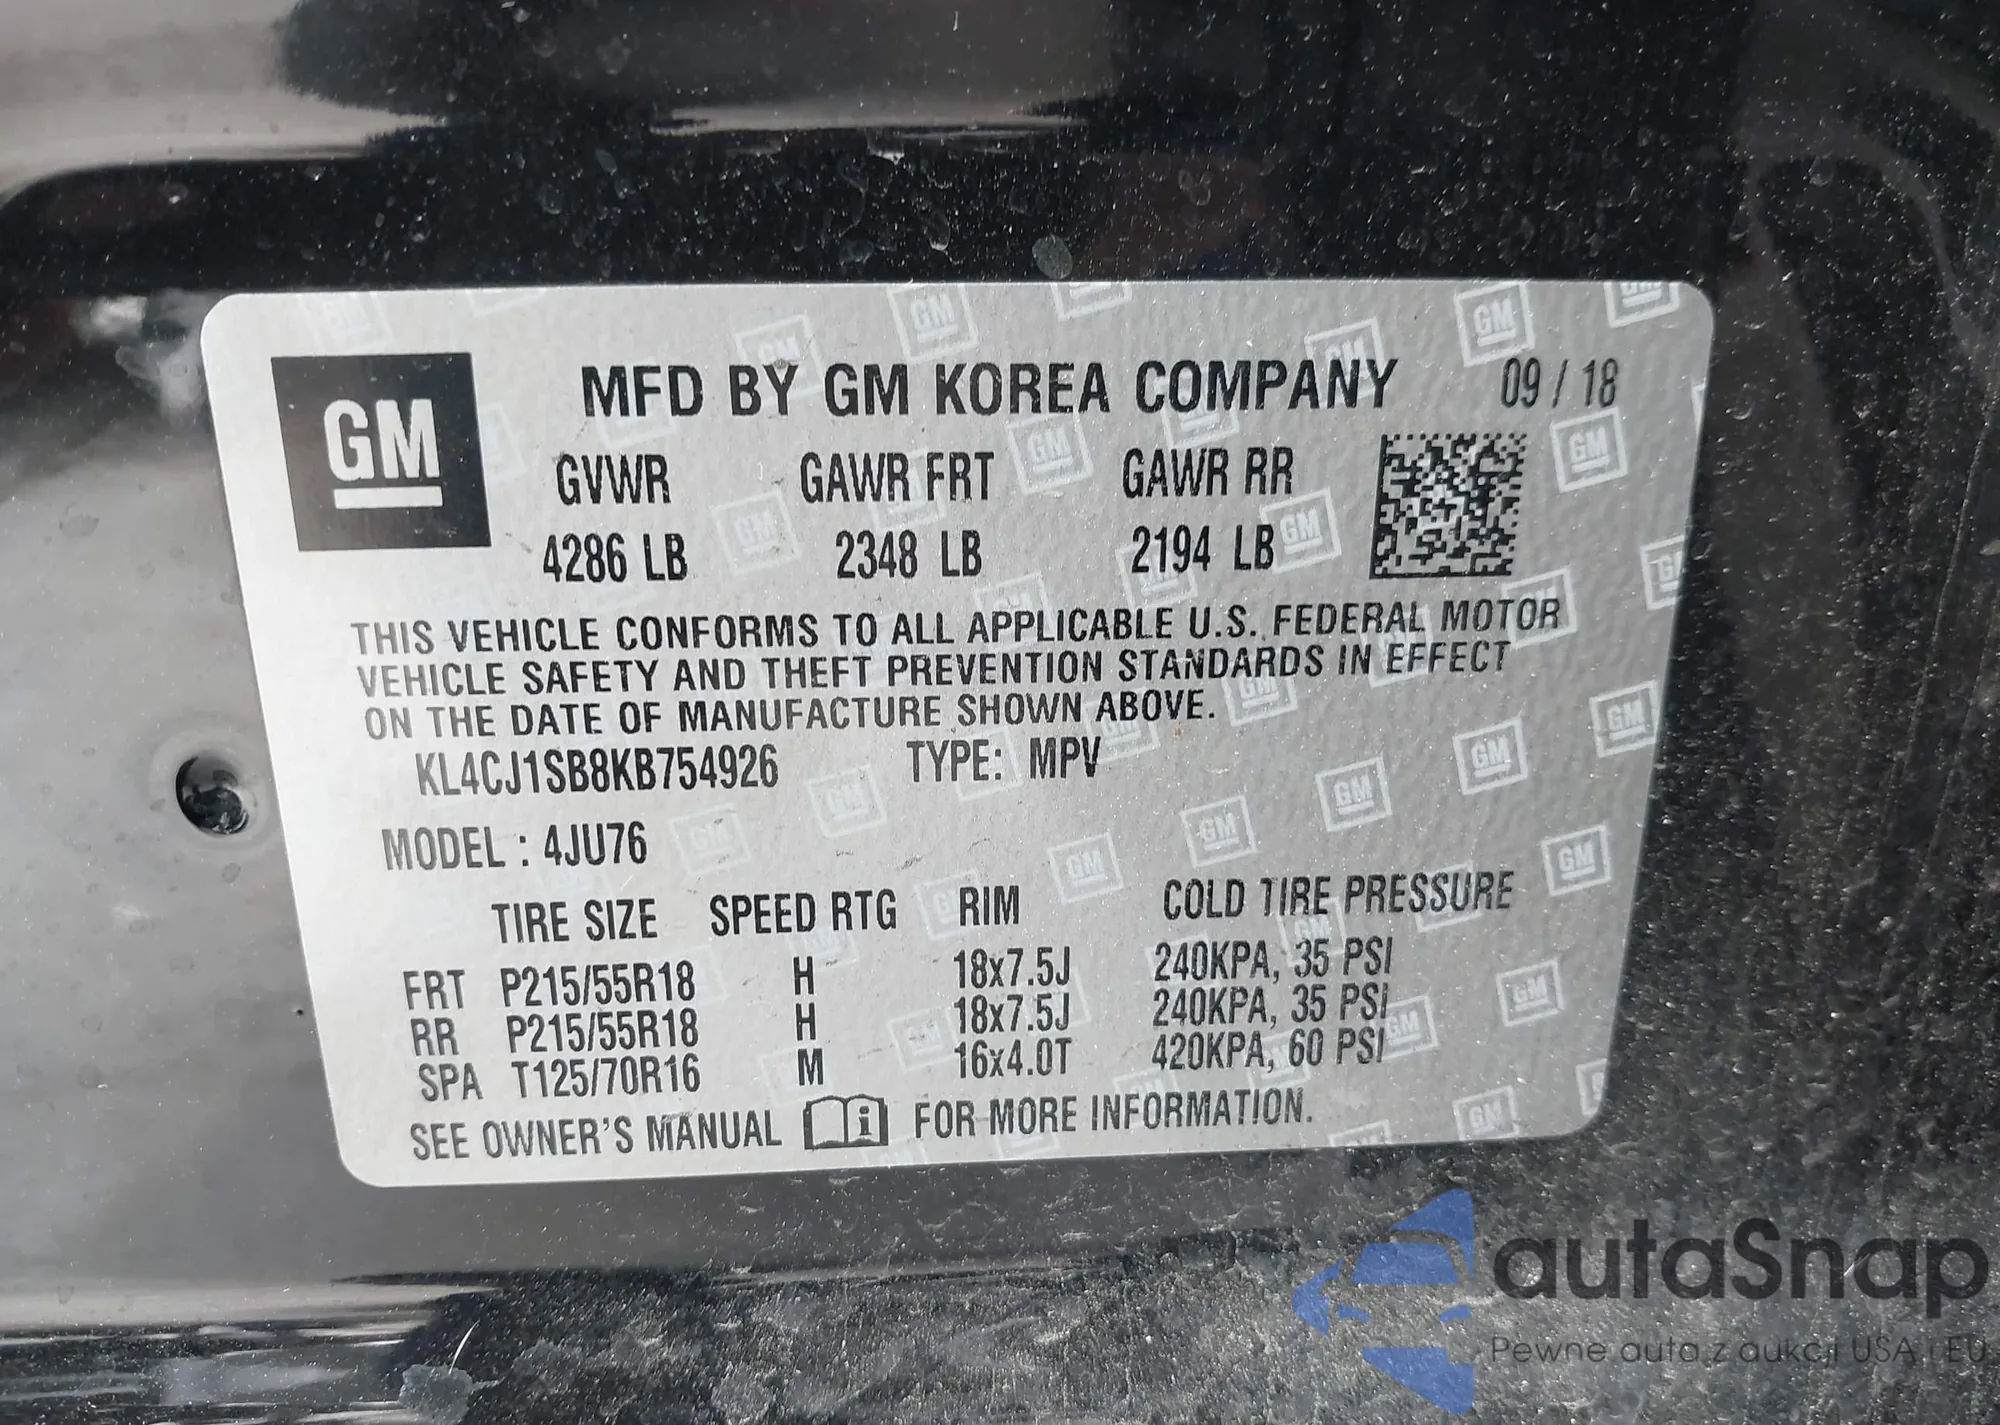 GM
MFD BY GM KOREA COMPANY 09 / 18
GVWR GAWR FRT GAWR RR
4286 LB 2348 LB 2194 LB
THIS VEHICLE CONFORMS TO ALL APPLICABLE U.S. FEDERAL MOTOR
VEHICLE SAFETY AND THEFT PREVENTION STANDARDS IN EFFECT
ON THE DATE OF MANUFACTURE SHOWN ABOVE.
KL4CJ1SB8KB754926 TYPE: MPV
MODEL : 4JU76
TIRE SIZE SPEED RTG RIM COLD TIRE PRESSURE
FRT P215/55R18 H 18x7.5J 240KPA, 35 PSI
RR P215/55R18 H 18x7.5J 240KPA, 35 PSI
SPA T125/70R16 M 16x4.0T 420KPA, 60 PSI
SEE OWNER'S MANUAL i FOR MORE INFORMATION.
autaSnap
Pewne auta z aukcji USA i EU